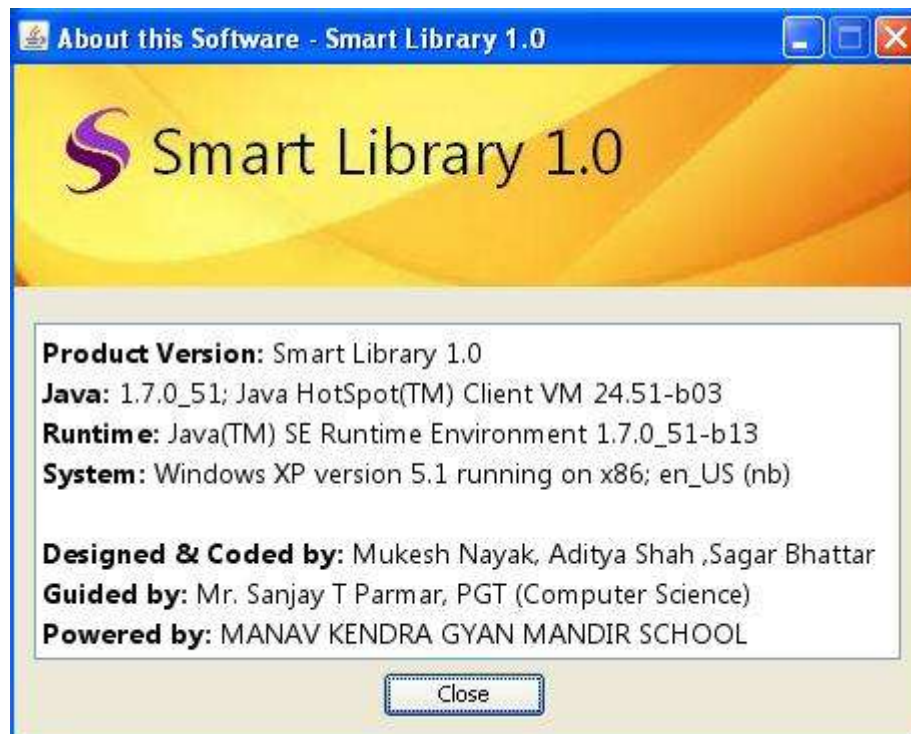 About this Software - Smart Library 1.0
Smart Library 1.0
Product Version: Smart Library 1.0
Java: 1.7.0_51; Java HotSpot(TM) Client VM 24.51-b03
Runtime: Java(TM) SE Runtime Environment 1.7.0_51-b13
System: Windows XP version 5.1 running on x86; en_US (nb)
Designed & Coded by: Mukesh Nayak, Aditya Shah ,Sagar Bhattar
Guided by: Mr. Sanjay T Parmar, PGT (Computer Science)
Powered by: MANAV KENDRA GYAN MANDIR SCHOOL
Close